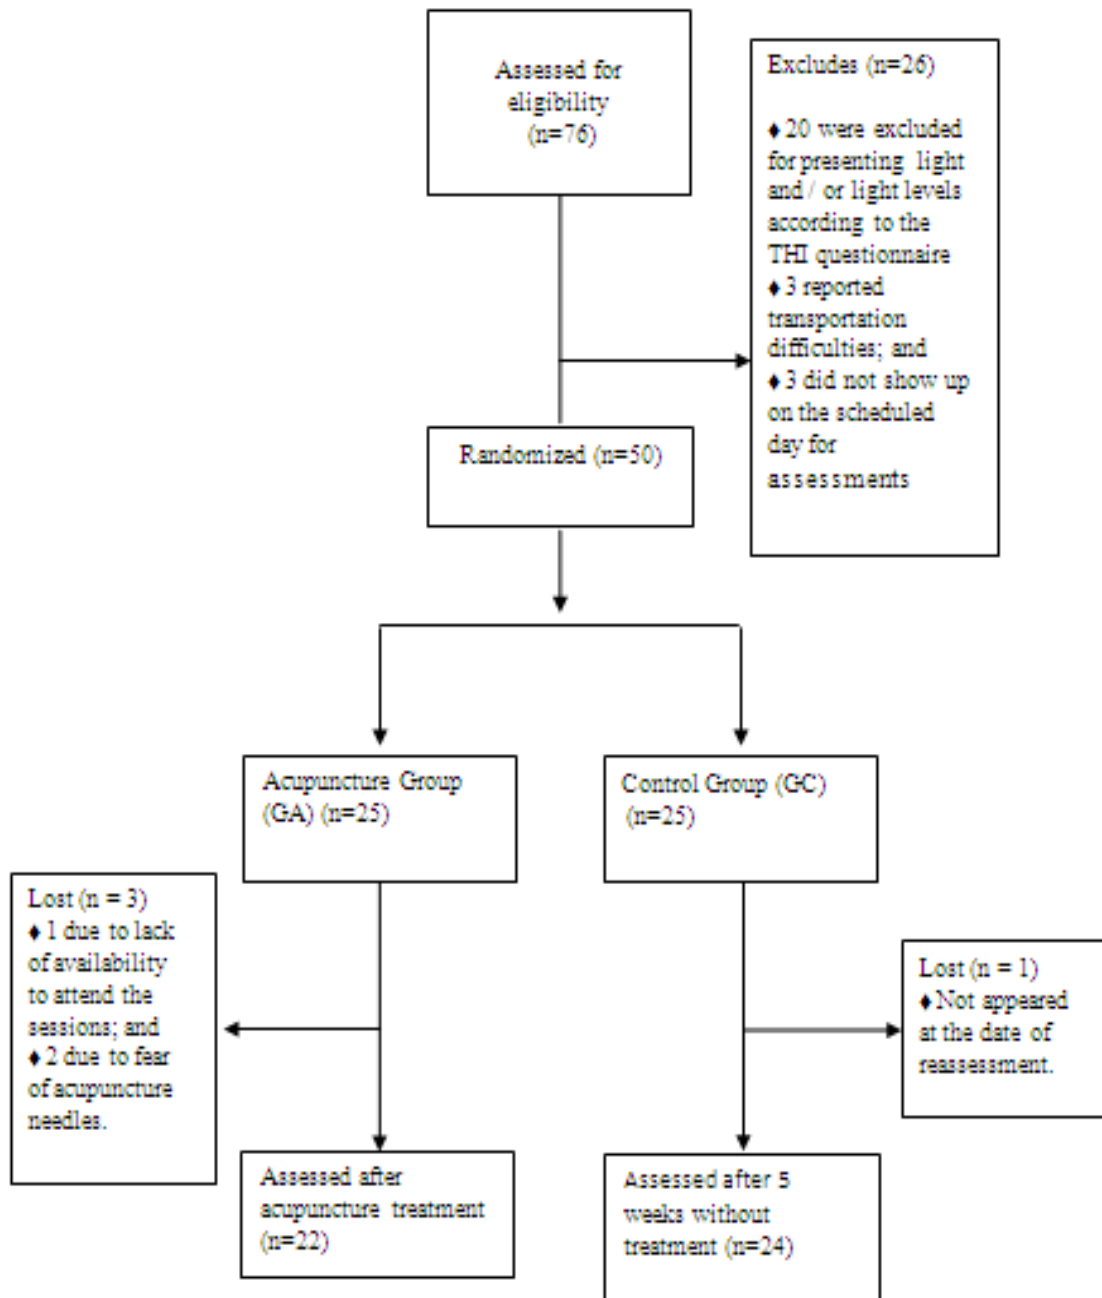 Assessed for
eligibility
(n=76)
Excludes (n=26)
♦ 20 were excluded
for presenting light
and / or light levels
according to the
THI questionnaire
♦ 3 reported
transportation
difficulties; and
♦ 3 did not show up
on the scheduled
day for
assessments
Randomized (n=50)
Acupuncture Group
(GA) (n=25)
Control Group (GC)
(n=25)
Lost (n = 3)
♦ 1 due to lack
of availability
to attend the
sessions; and
♦ 2 due to fear
of acupuncture
needles.
Lost (n = 1)
♦ Not appeared
at the date of
reassessment.
Assessed after
acupuncture treatment
(n=22)
Assessed after 5
weeks without
treatment (n=24)